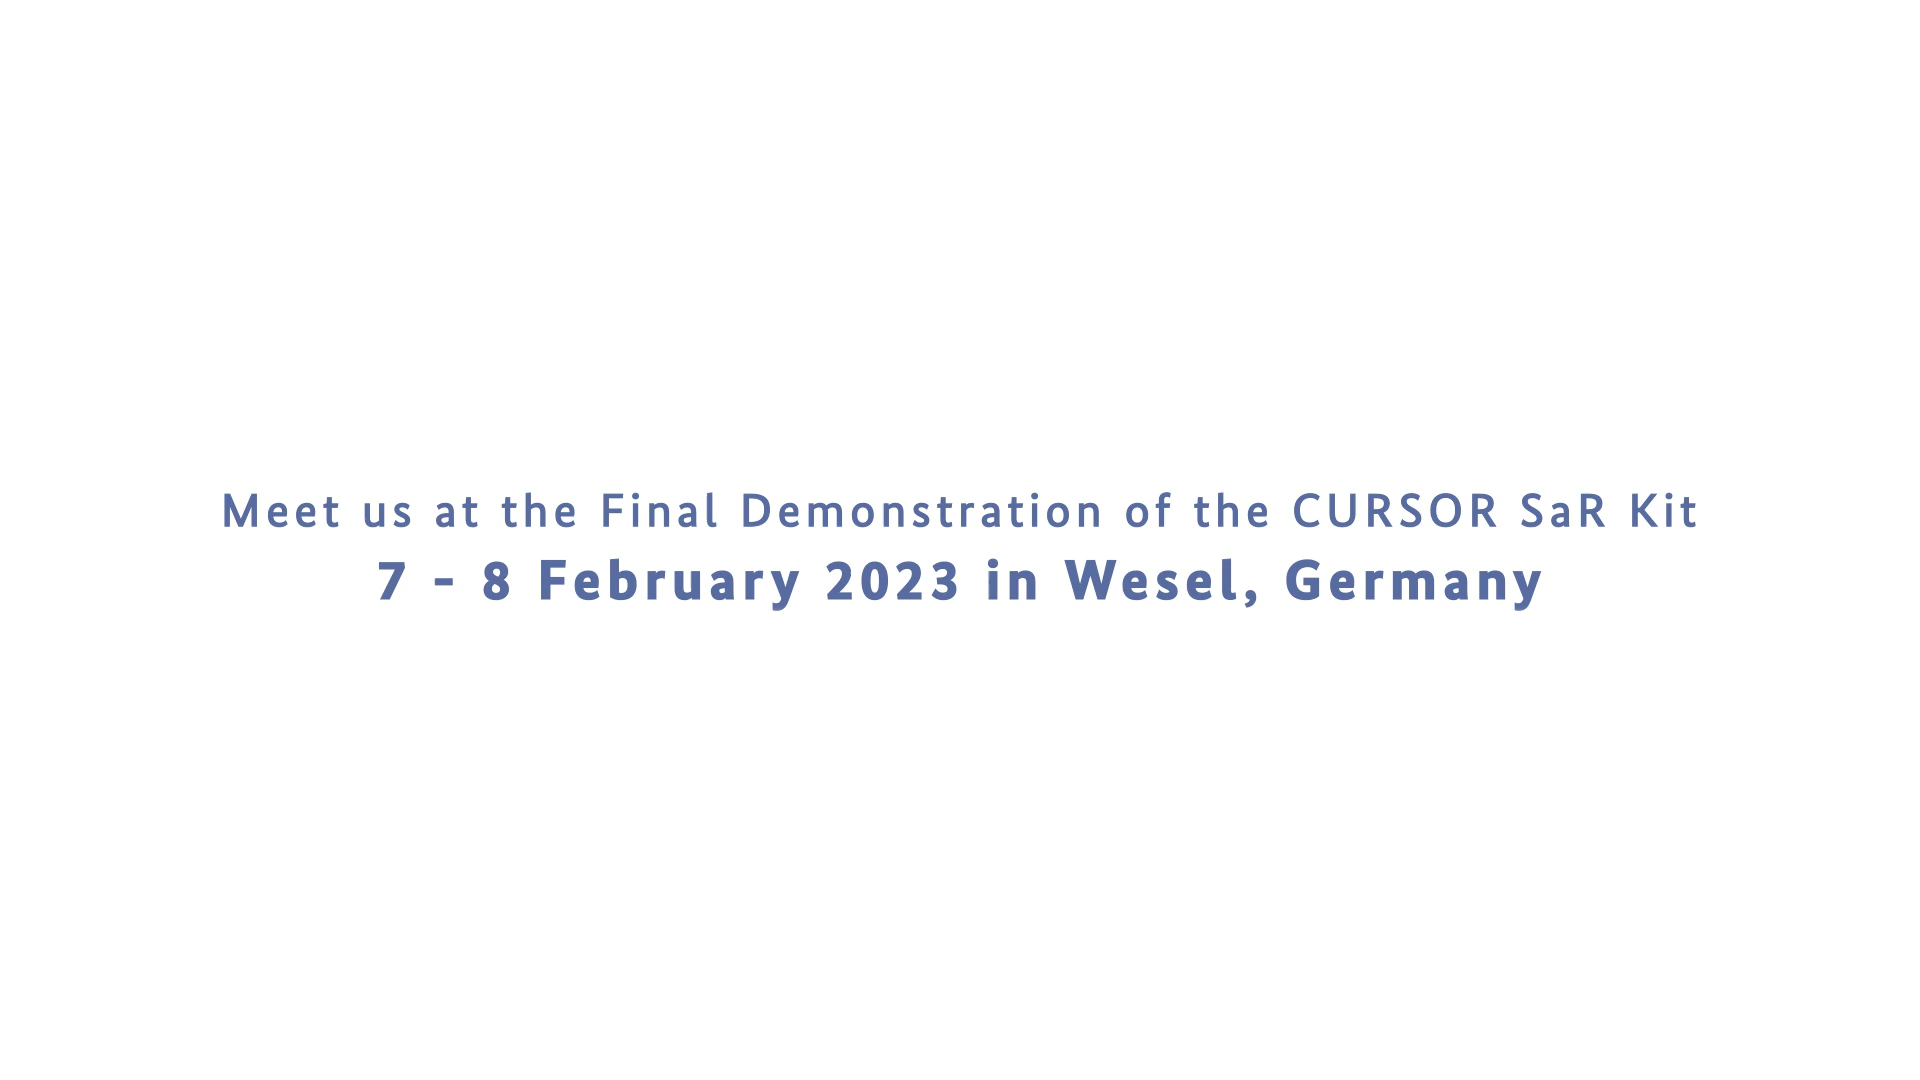 Meet us at the Final Demonstration of the CURSOR SaR Kit
7 - 8 February 2023 in Wesel, Germany